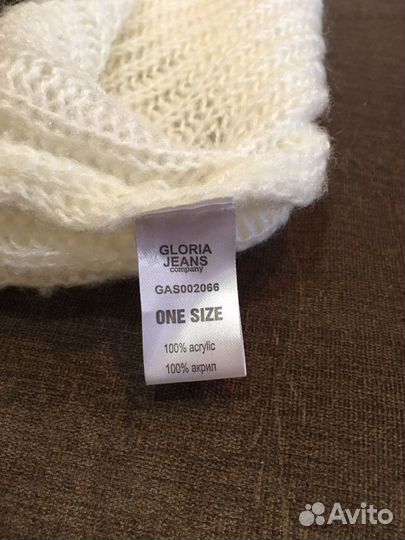 GLORIA
JEANS
company
GAS002066
ONE SIZE
100% acrylic
100% акрил
Avito